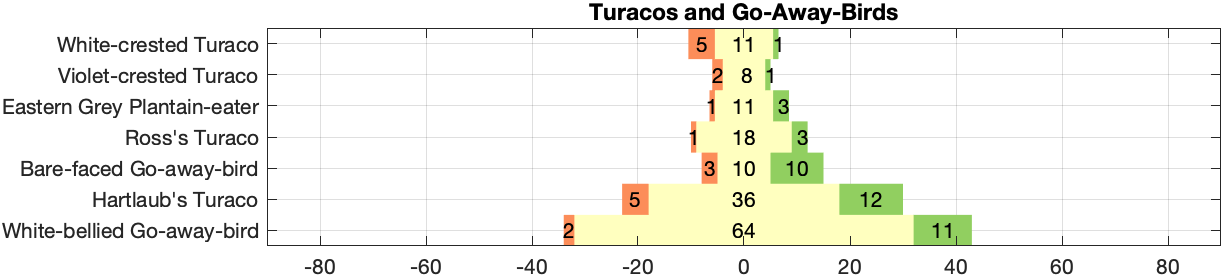 Turacos and Go-Away-Birds
White-crested Turaco 5 11 1
Violet-crested Turaco 2 8 1
Eastern Grey Plantain-eater 1 11 3
Ross's Turaco 1 18 3
Bare-faced Go-away-bird 3 10 10
Hartlaub's Turaco 5 36 12
White-bellied Go-away-bird 2 64 11
-80 -60 -40 -20 0 20 40 60 80